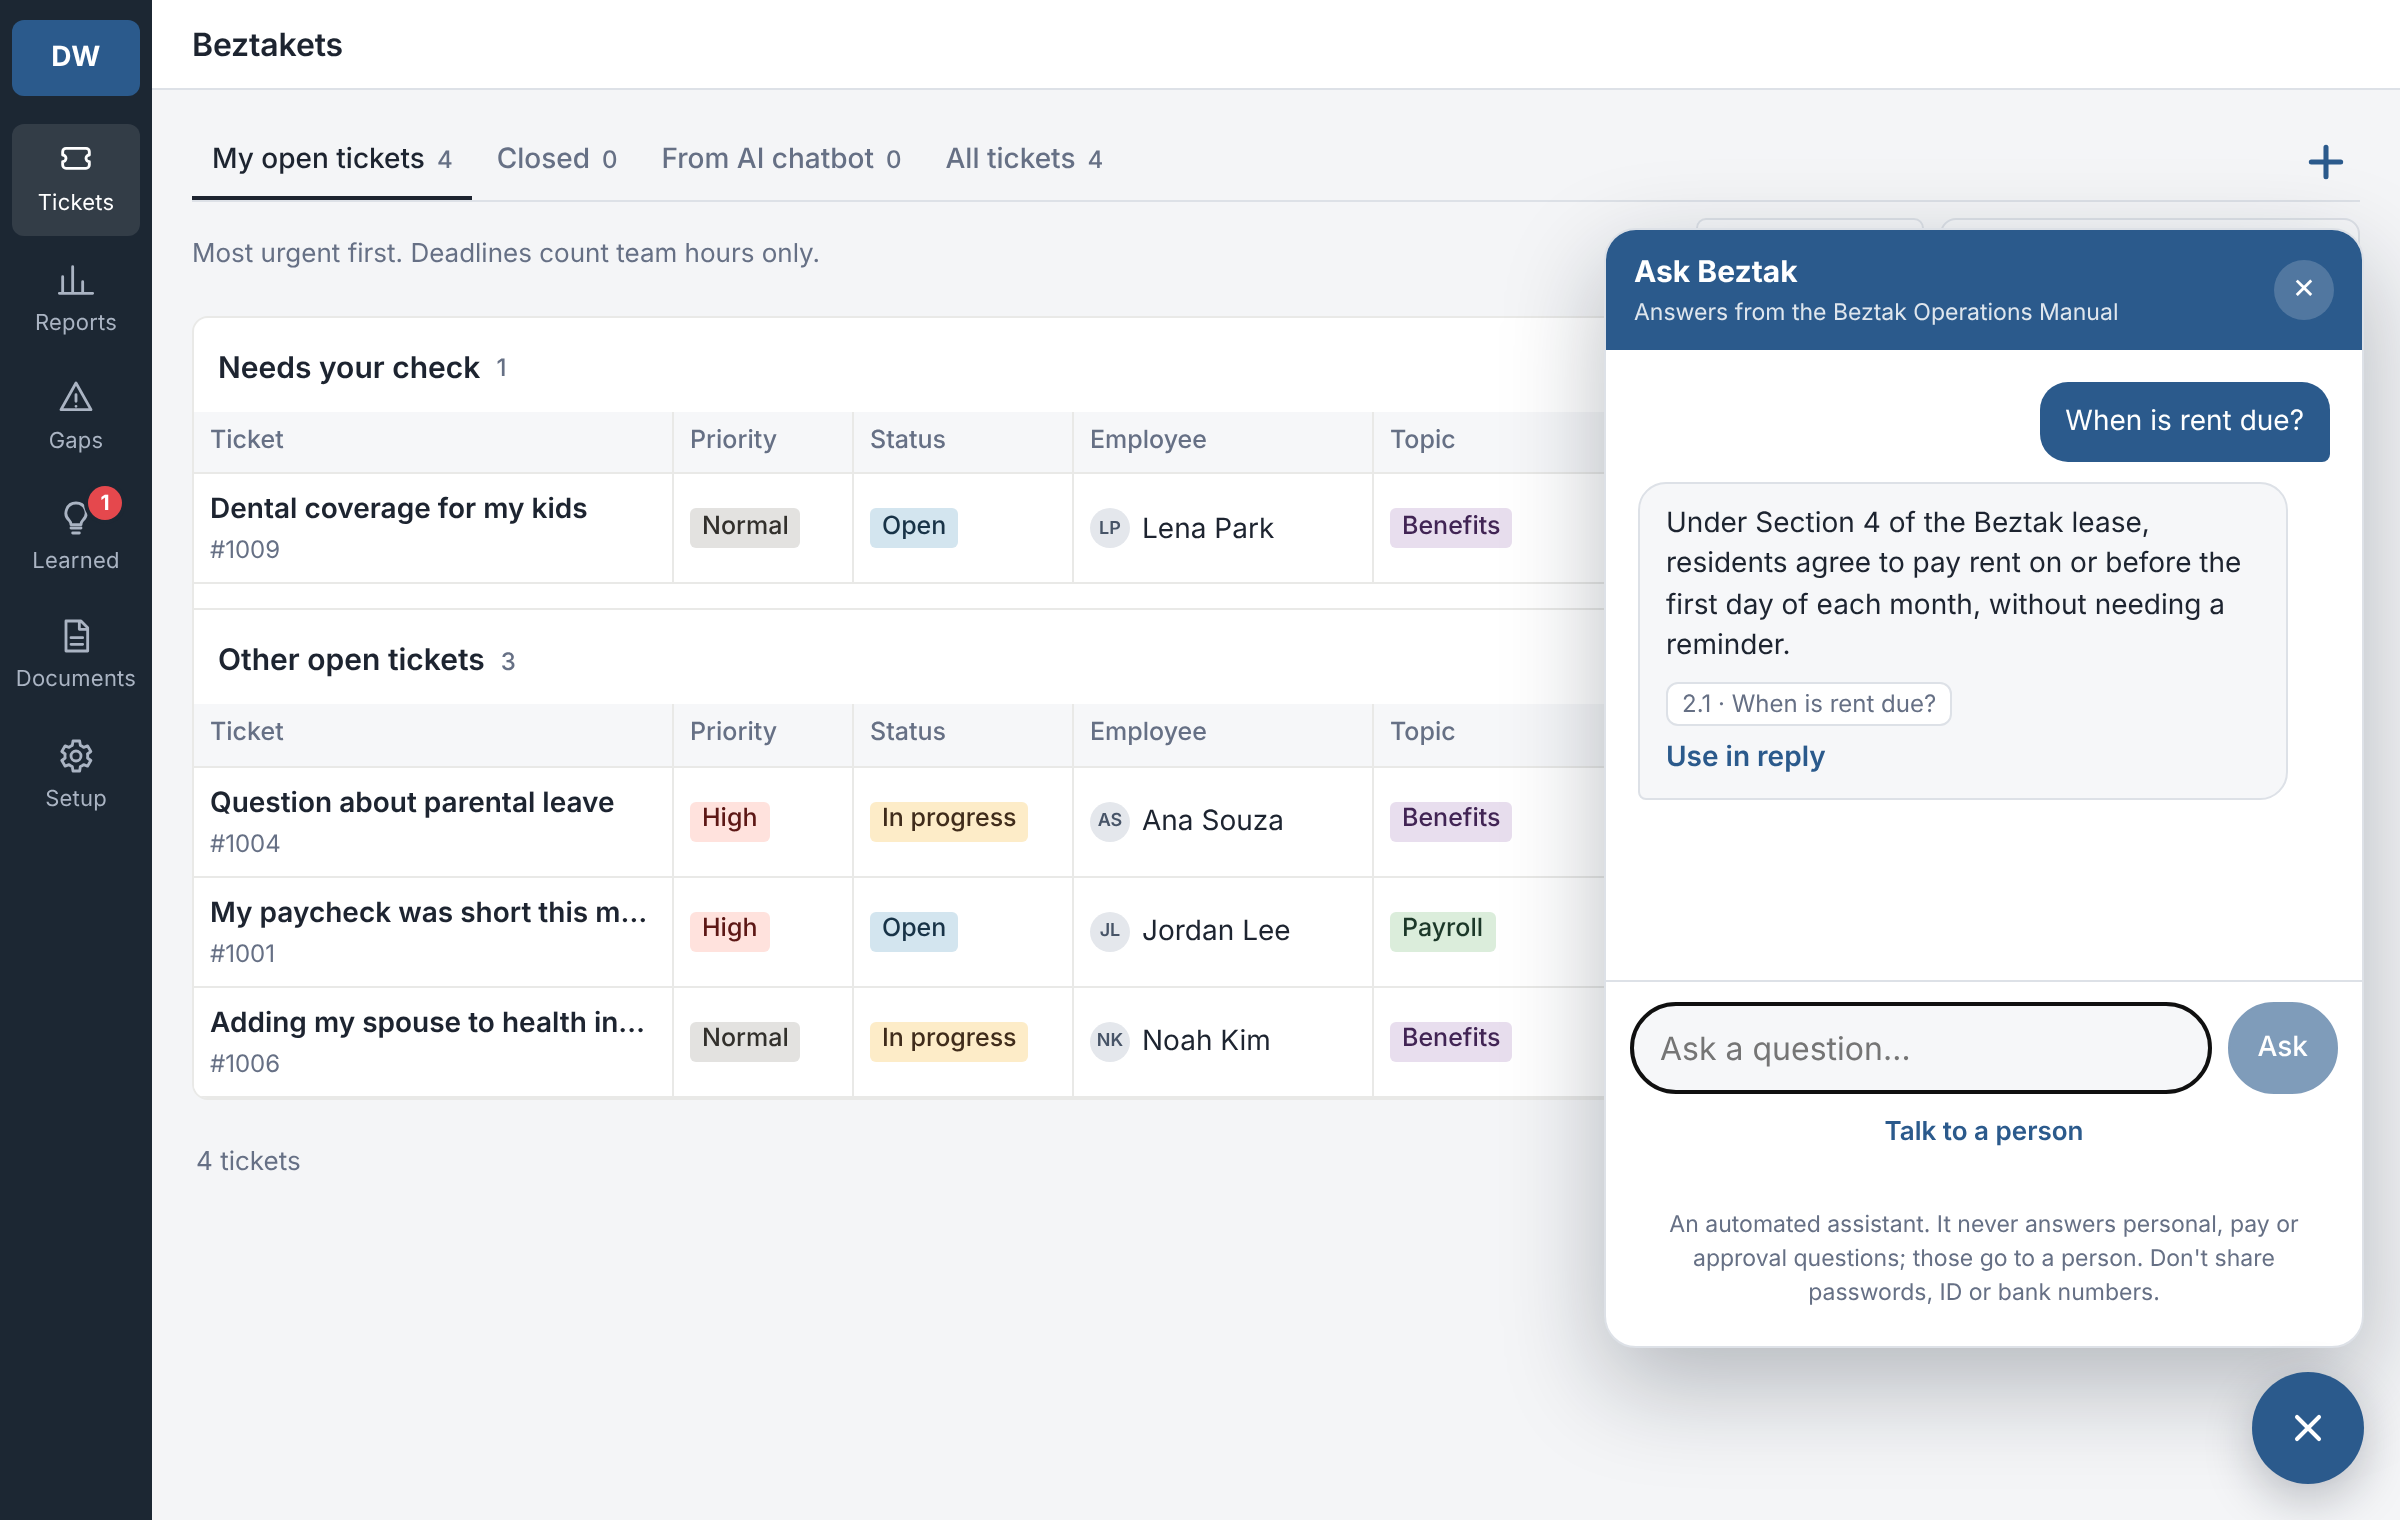 DW
Tickets
Reports
Gaps
1
Learned
Documents
Setup
Beztakets
My open tickets 4 Closed 0 From AI chatbot 0 All tickets 4
Most urgent first. Deadlines count team hours only.
Needs your check 1
Ticket Priority Status Employee Topic
Dental coverage for my kids
#1009
Normal Open LP Lena Park Benefits
Other open tickets 3
Ticket Priority Status Employee Topic
Question about parental leave
#1004
High In progress AS Ana Souza Benefits
My paycheck was short this m...
#1001
High Open JL Jordan Lee Payroll
Adding my spouse to health in...
#1006
Normal In progress NK Noah Kim Benefits
4 tickets
Ask Beztak
Answers from the Beztak Operations Manual
When is rent due?
Under Section 4 of the Beztak lease,
residents agree to pay rent on or before the
first day of each month, without needing a
reminder.
2.1 · When is rent due?
Use in reply
Ask a question...
Ask
Talk to a person
An automated assistant. It never answers personal, pay or
approval questions; those go to a person. Don't share
passwords, ID or bank numbers.